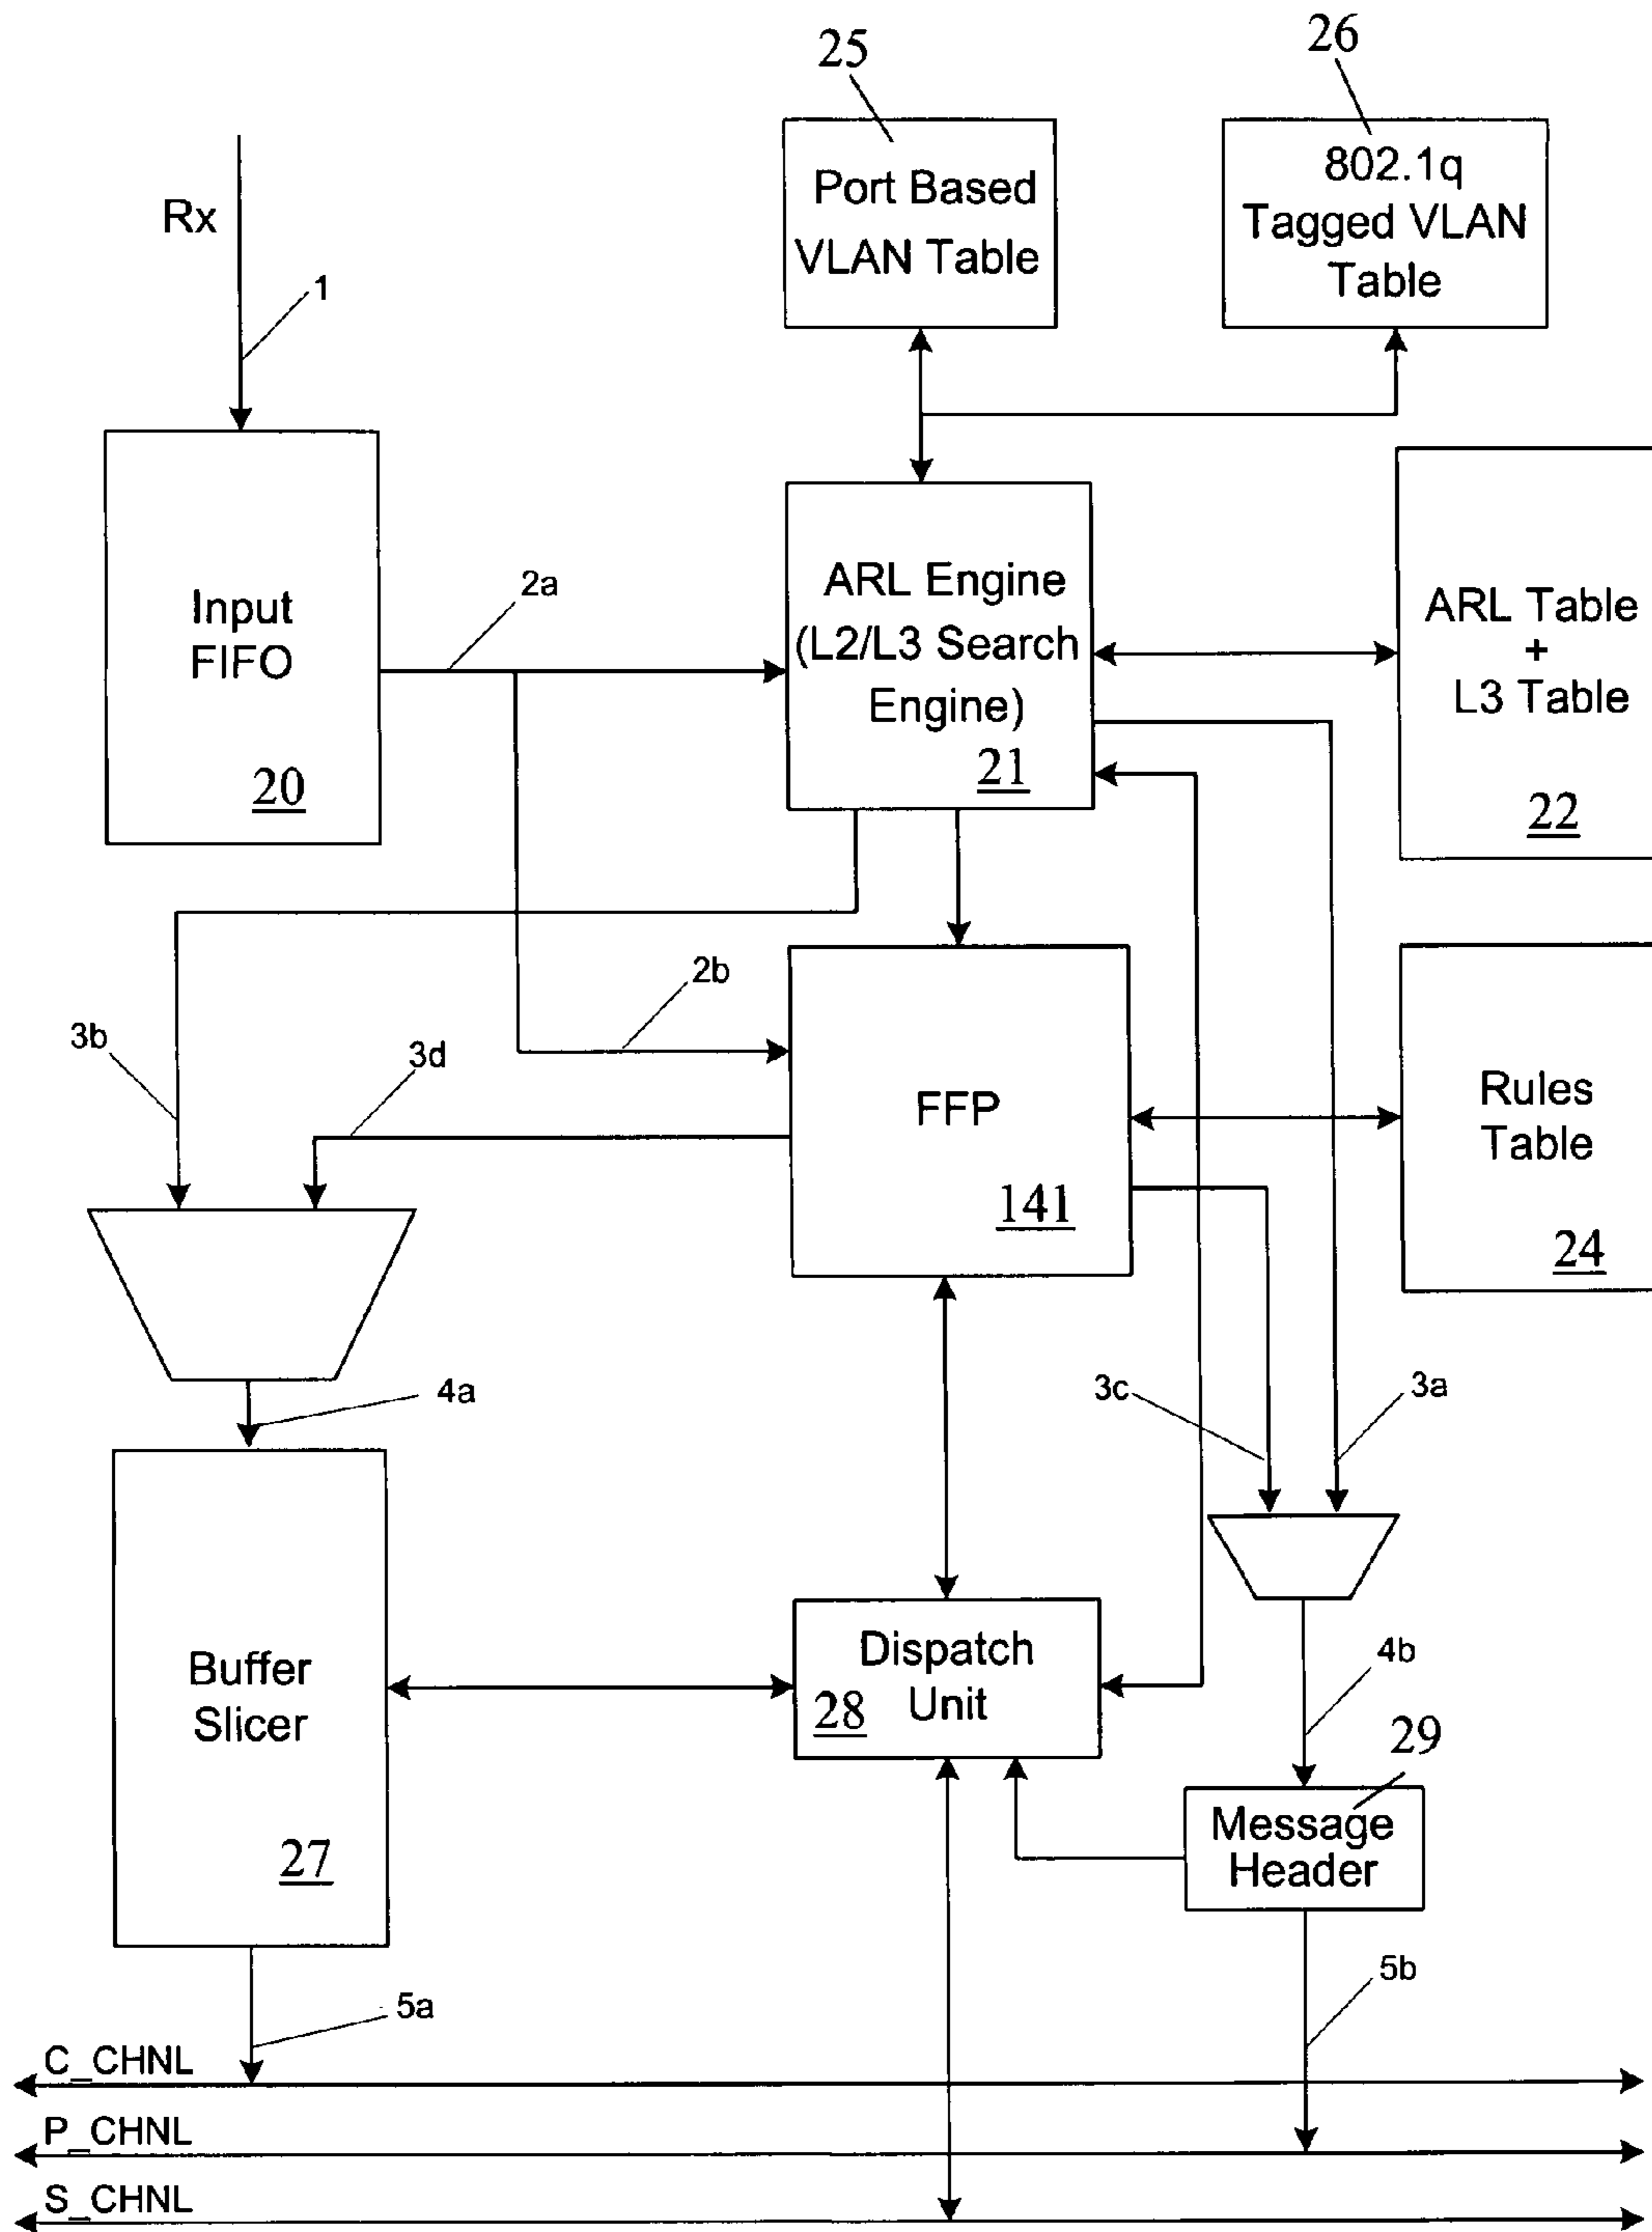 25
26
Rx
1
Port Based
VLAN Table
802.1q
Tagged VLAN
Table
Input
FIFO
20
2a
ARL Engine
(L2/L3 Search
Engine)
21
ARL Table
+
L3 Table
22
2b
3b
3d
FFP
141
Rules
Table
24
4a
3c
3a
Buffer
Slicer
27
Dispatch
Unit
28
4b
29
Message
Header
5a
5b
C_CHNL
P_CHNL
S_CHNL